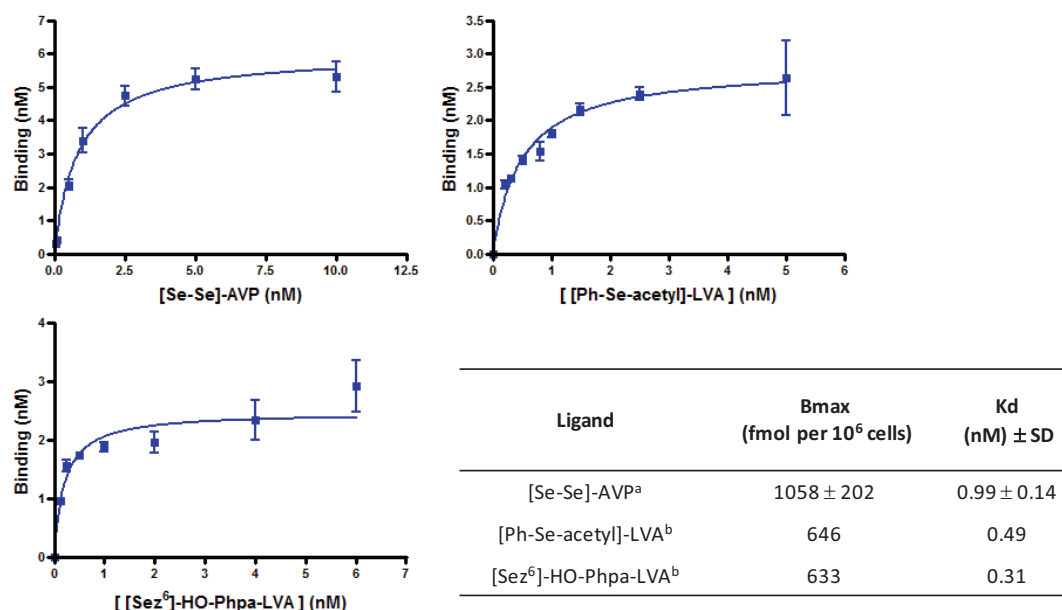 7
6
5
4
3
2
1
0
Binding (nM)
0.0 2.5 5.0 7.5 10.0 12.5
[Se-Se]-AVP (nM)
3.5
3.0
2.5
2.0
1.5
1.0
0.5
0.0
Binding (nM)
0 1 2 3 4 5 6
[ [Ph-Se-acetyl]-LVA ] (nM)
4
3
2
1
0
Binding (nM)
0 1 2 3 4 5 6 7
[ [Sez⁶]-HO-Phpa-LVA ] (nM)
Ligand Bmax (fmol per 10⁶ cells) Kd (nM) ± SD
[Se-Se]-AVPᵃ 1058 ± 202 0.99 ± 0.14
[Ph-Se-acetyl]-LVAᵇ 646 0.49
[Sez⁶]-HO-Phpa-LVAᵇ 633 0.31